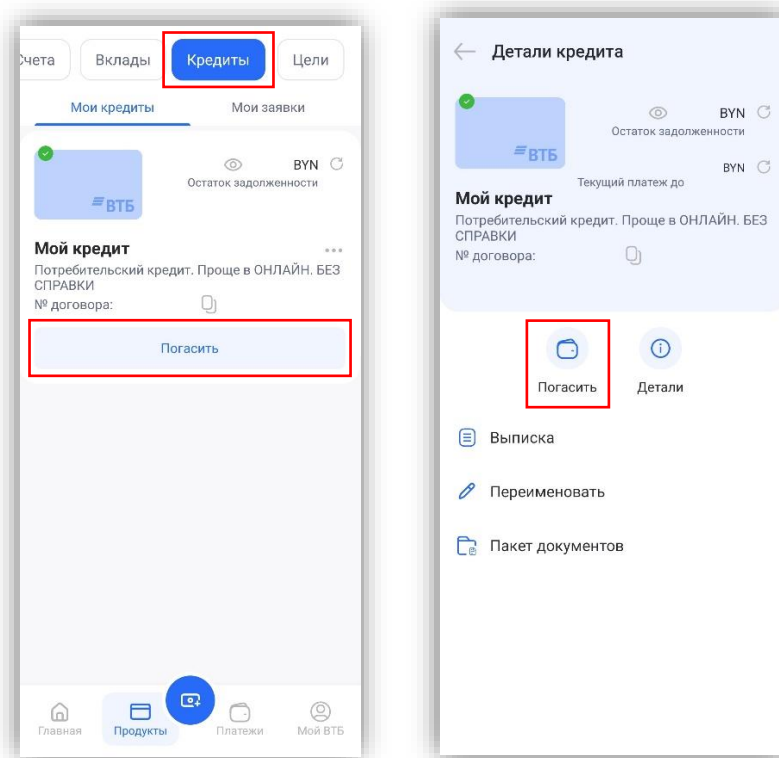 Счета
Вклады
Кредиты
Цели
Мои кредиты
Мои заявки
BYN
Остаток задолженности
ВТБ
Мой кредит
Потребительский кредит. Проще в ОНЛАЙН. БЕЗ
СПРАВКИ
№ договора:
Погасить
Главная
Продукты
Платежи
Мой ВТБ
Детали кредита
BYN
Остаток задолженности
ВТБ
BYN
Текущий платеж до
Мой кредит
Потребительский кредит. Проще в ОНЛАЙН. БЕЗ
СПРАВКИ
№ договора:
Погасить
Детали
Выписка
Переименовать
Пакет документов